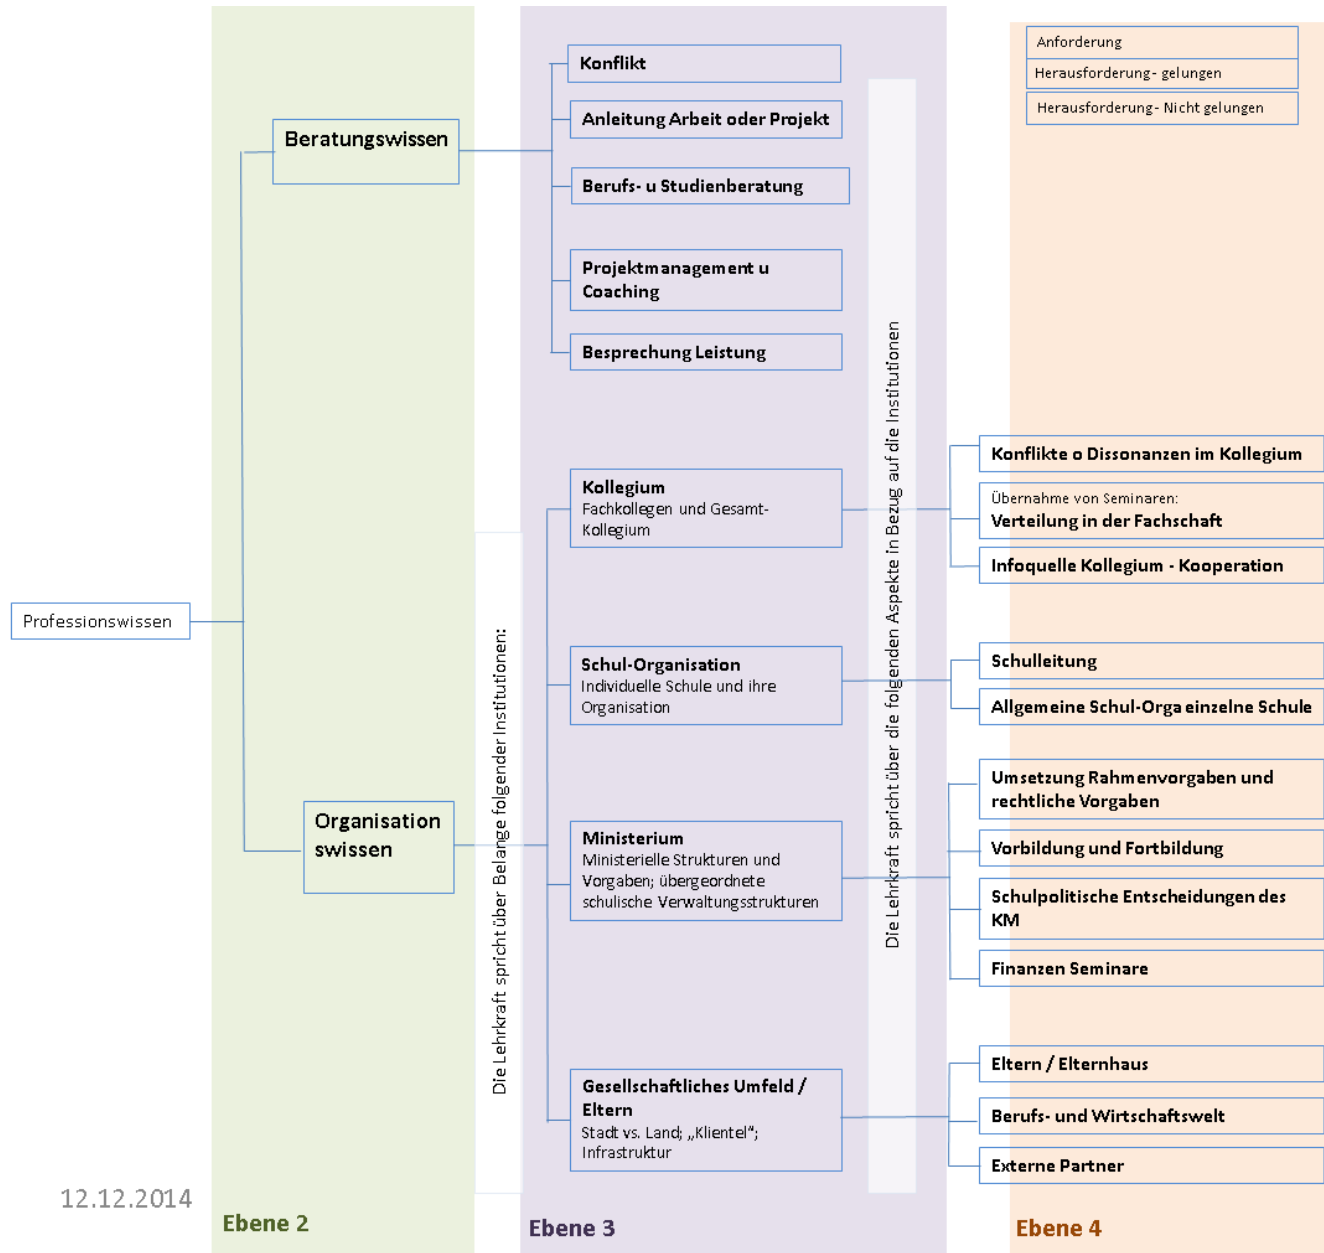 Professionswissen
Beratungswissen
Organisation
swissen
Die Lehrkraft spricht über Belange folgender Institutionen:
Konflikt
Anleitung Arbeit oder Projekt
Berufs- u Studienberatung
Projektmanagement u
Coaching
Besprechung Leistung
Kollegium
Fachkollegen und Gesamt-
Kollegium
Schul-Organisation
Individuelle Schule und ihre
Organisation
Ministerium
Ministerielle Strukturen und
Vorgaben; übergeordnete
schulische Verwaltungsstrukturen
Gesellschaftliches Umfeld /
Eltern
Stadt vs. Land; „Klientel“;
Infrastruktur
Die Lehrkraft spricht über die folgenden Aspekte in Bezug auf die Institutionen
Anforderung
Herausforderung- gelungen
Herausforderung- Nicht gelungen
Konflikte o Dissonanzen im Kollegium
Übernahme von Seminaren:
Verteilung in der Fachschaft
Infoquelle Kollegium - Kooperation
Schulleitung
Allgemeine Schul-Orga einzelne Schule
Umsetzung Rahmenvorgaben und
rechtliche Vorgaben
Vorbildung und Fortbildung
Schulpolitische Entscheidungen des
KM
Finanzen Seminare
Eltern / Elternhaus
Berufs- und Wirtschaftswelt
Externe Partner
12.12.2014
Ebene 2
Ebene 3
Ebene 4